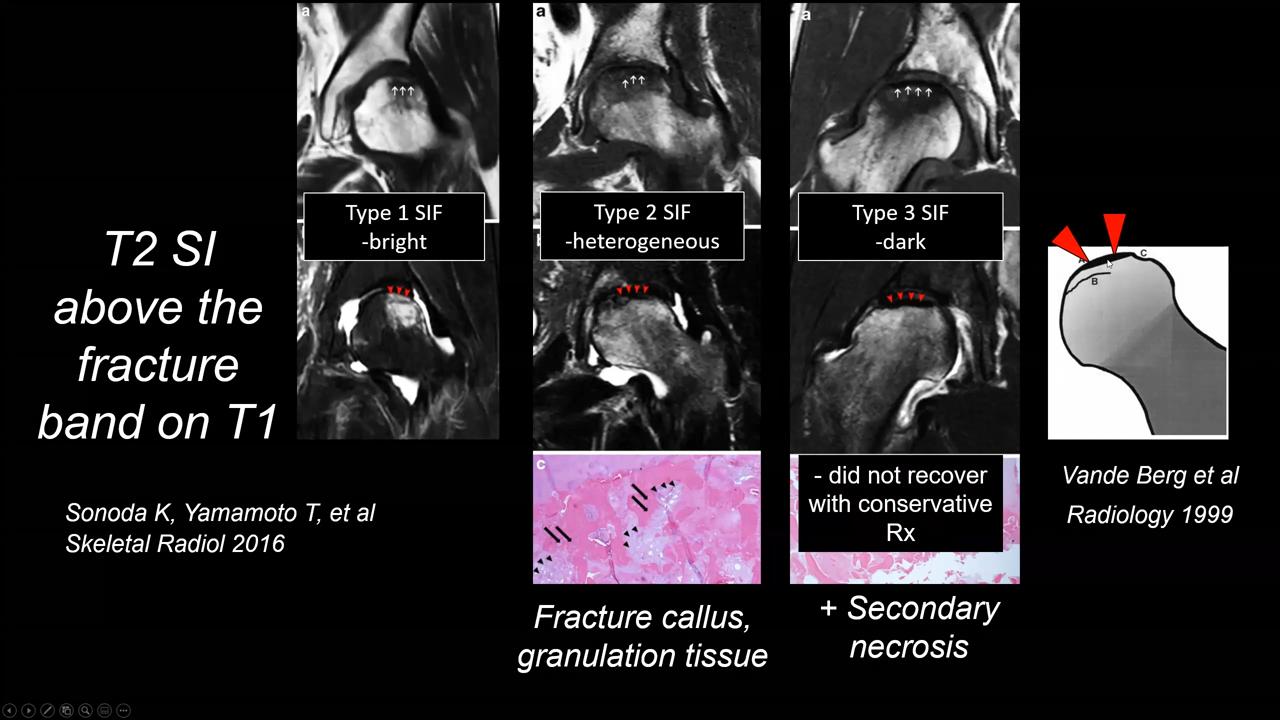 a
a
a
T2 SI
above the
fracture
band on T1
Type 1 SIF
-bright
Type 2 SIF
-heterogeneous
Type 3 SIF
-dark
A
B
C
c
- did not recover
with conservative
Rx
Vande Berg et al
Radiology 1999
Sonoda K, Yamamoto T, et al
Skeletal Radiol 2016
Fracture callus,
granulation tissue
+ Secondary
necrosis